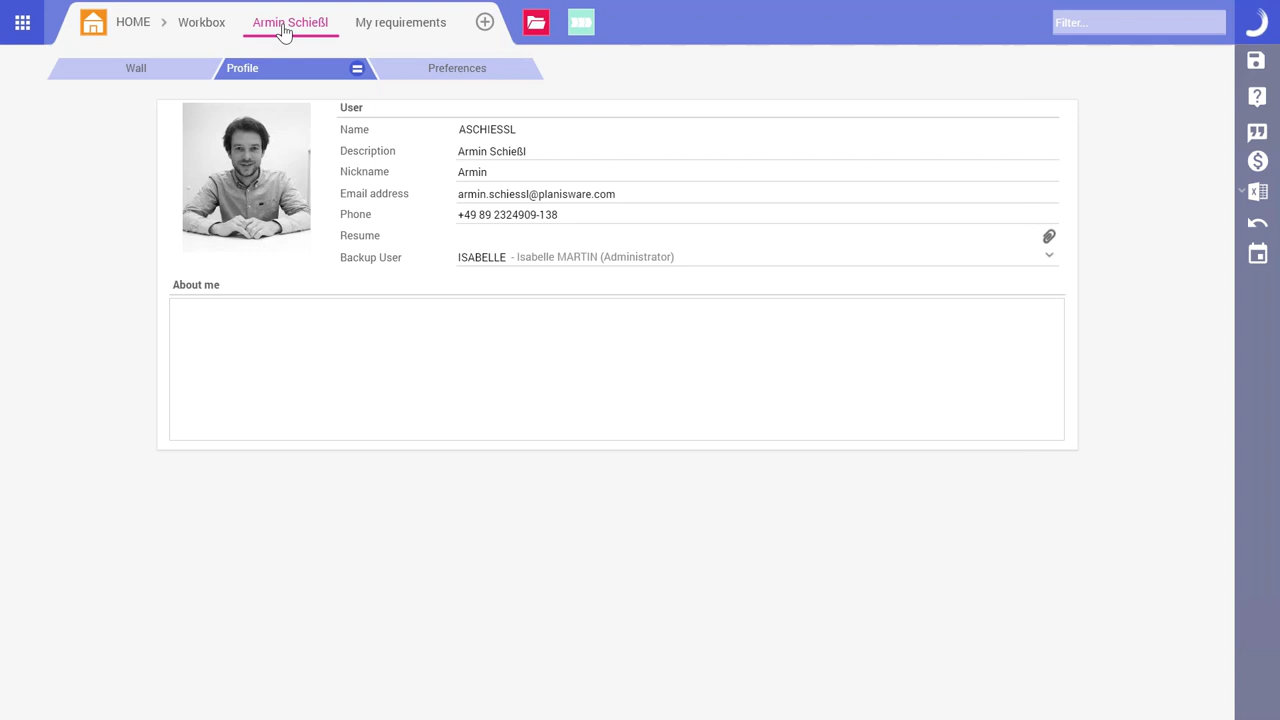 HOME Workbox Armin Schießl My requirements Filter...
Wall Profile Preferences
User
Name ASCHIESSL
Description Armin Schießl
Nickname Armin
Email address armin.schiessl@planisware.com
Phone +49 89 2324909-138
Resume
Backup User ISABELLE - Isabelle MARTIN (Administrator)
About me